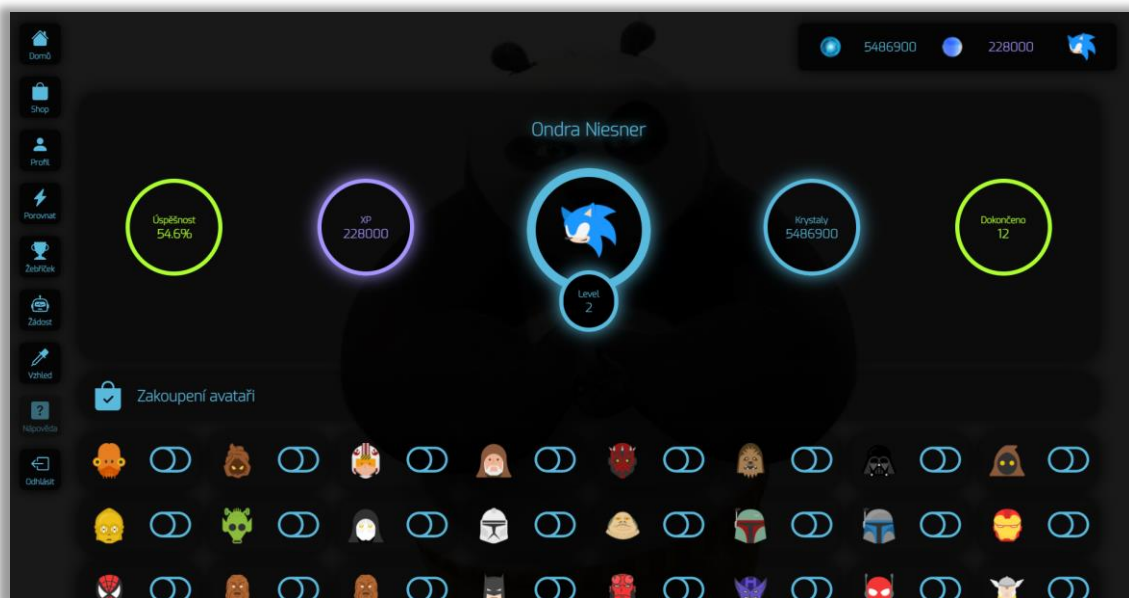 Domů
Shop
Profil
Porovnat
Žebříček
Žádost
Vzhled
Nápověda
Odhlásit
5486900
228000
Ondra Niesner
Úspěšnost
54.6%
XP
228000
Level
2
Krystaly
5486900
Dokončeno
12
Zakoupení avataři